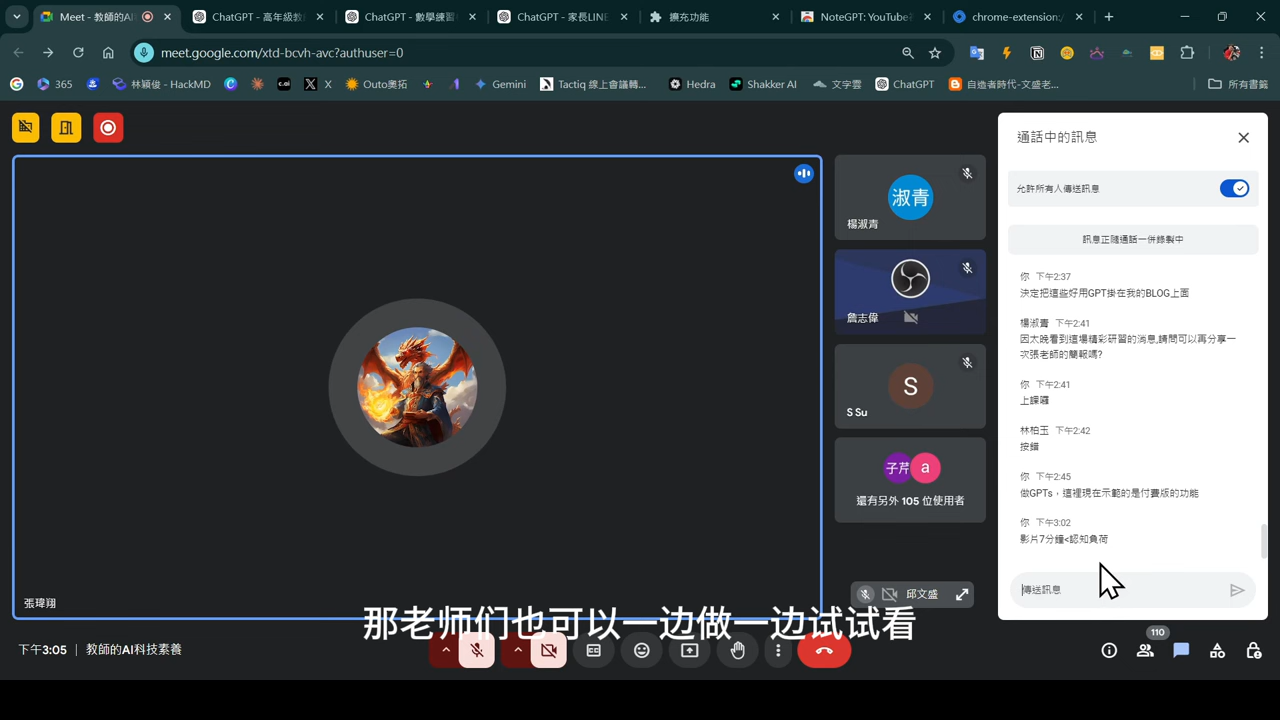 Meet - 教師的AI
ChatGPT - 高年級教
ChatGPT - 數學練習
ChatGPT - 家長LINE
擴充功能
NoteGPT: YouTube
chrome-extension:/
meet.google.com/xtd-bcvh-avc?authuser=0
365
林穎俊 - HackMD
X
Outo奧拓
Gemini
Tactiq 線上會議轉...
Hedra
Shakker AI
文字雲
ChatGPT
自造者時代-文盛老...
所有書籤
張瑋翔
淑青
楊淑青
詹志偉
S
S Su
子芹 a
還有另外 105 位使用者
邱文盛
通話中的訊息
允許所有人傳送訊息
訊息正隨通話一併錄製中
你 下午2:37
決定把這些好用GPT掛在我的BLOG上面
楊淑青 下午2:41
因太晚看到這場精彩研習的消息,請問可以再分享一
次張老師的簡報嗎?
你 下午2:41
上課囉
林柏玉 下午2:42
按錯
你 下午2:45
做GPTs，這裡現在示範的是付費版的功能
你 下午3:02
影片7分鐘<認知負荷
傳送訊息
那老师们也可以一边做一边试试看
下午3:05 | 教師的AI科技素養
110